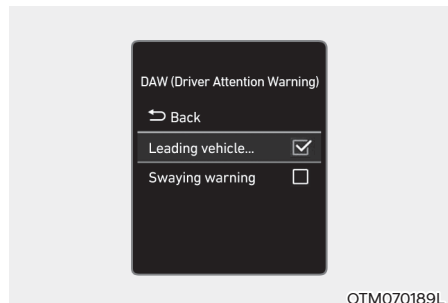 DAW (Driver Attention Warning)
Back
Leading vehicle...
Swaying warning
OTM070189L